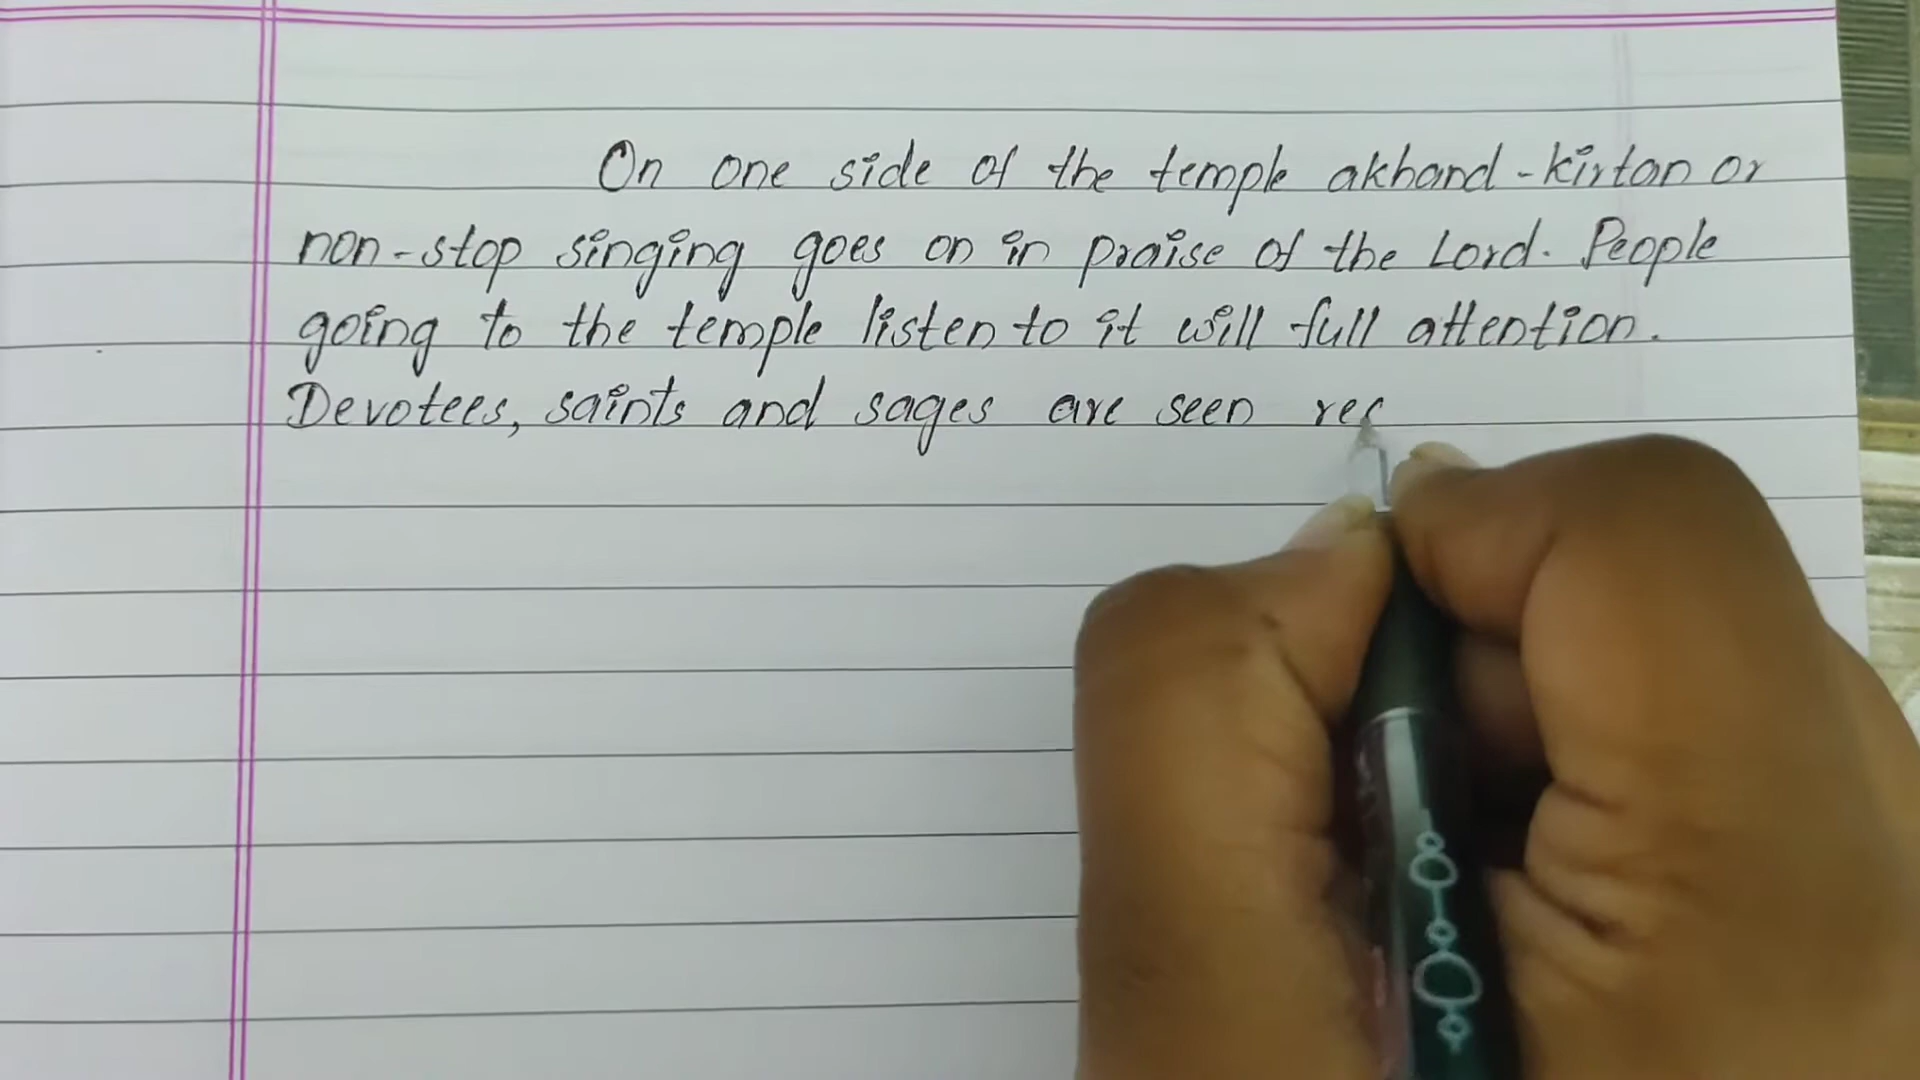 On one side of the temple akhand-kirtan or
non-stop singing goes on in praise of the Lord. People
going to the temple listen to it will full attention.
Devotees, saints and sages are seen rec